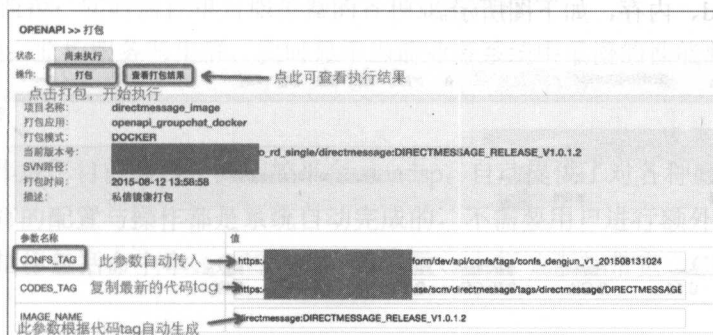 OPENAPI >> 打包
状态: 尚未执行
操作: 打包 查看打包结果 点此可查看执行结果
点击打包，开始执行
项目名称: directmessage_image
打包应用: openapi_groupchat_docker
打包模式: DOCKER
当前版本号: o_rd_single/directmessage:DIRECTMESSAGE_RELEASE_V1.0.1.2
SVN路径:
打包时间: 2015-08-12 13:58:58
描述: 私信镜像打包
参数名称 值
CONFS_TAG 此参数自动传入 https: form/dev/api/confs/tags/confs_dengjun_v1_201508131024
CODES_TAG 复制最新的代码tag https: ase/scm/directmessage/tags/directmessage/DIRECTMESSAGE
IMAGE_NAME directmessage:DIRECTMESSAGE_RELEASE_V1.0.1.2
此参数根据代码tag自动生成